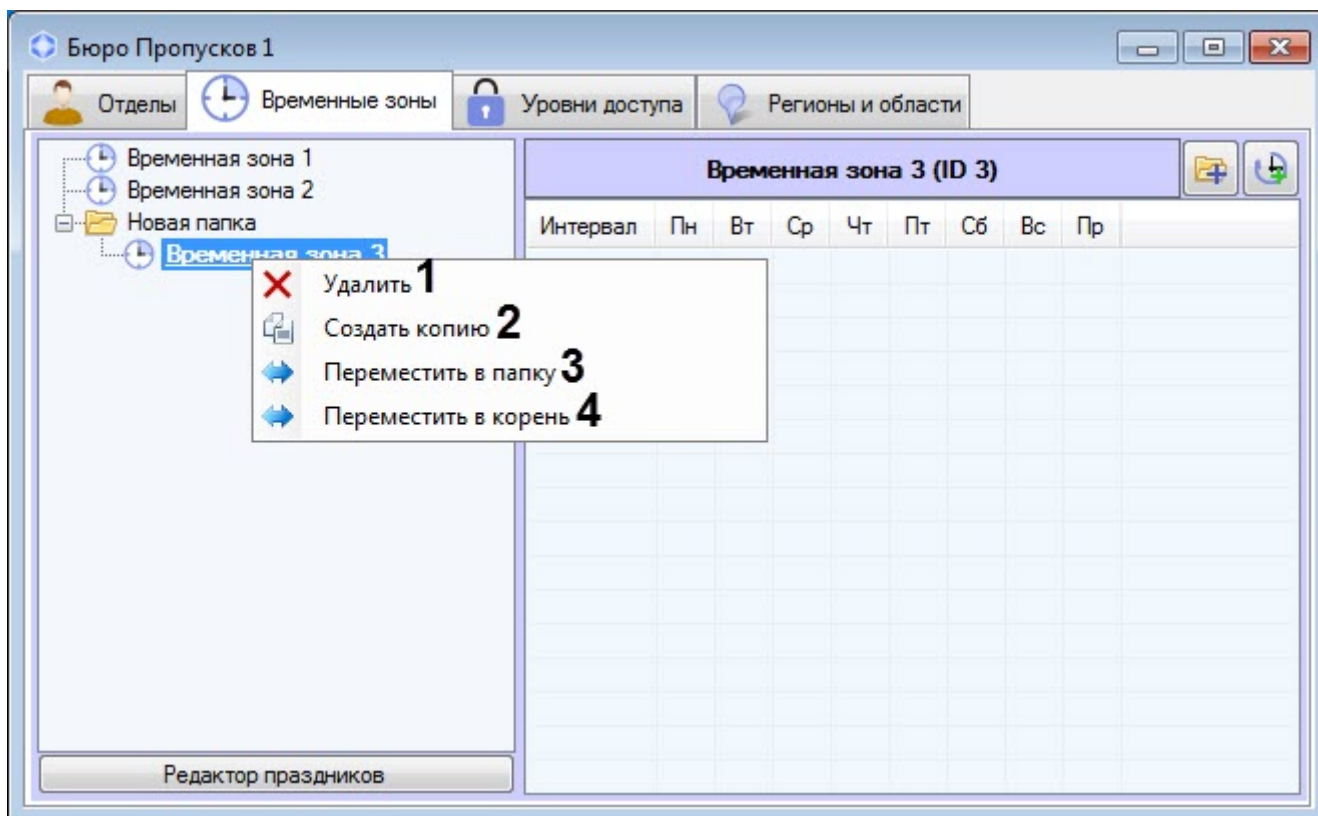 Бюро Пропусков 1
Отделы Временные зоны Уровни доступа Регионы и области
Временная зона 1
Временная зона 2
Новая папка
Временная зона 3
Временная зона 3 (ID 3)
Интервал Пн Вт Ср Чт Пт Сб Вс Пр
Удалить 1
Создать копию 2
Переместить в папку 3
Переместить в корень 4
Редактор праздников